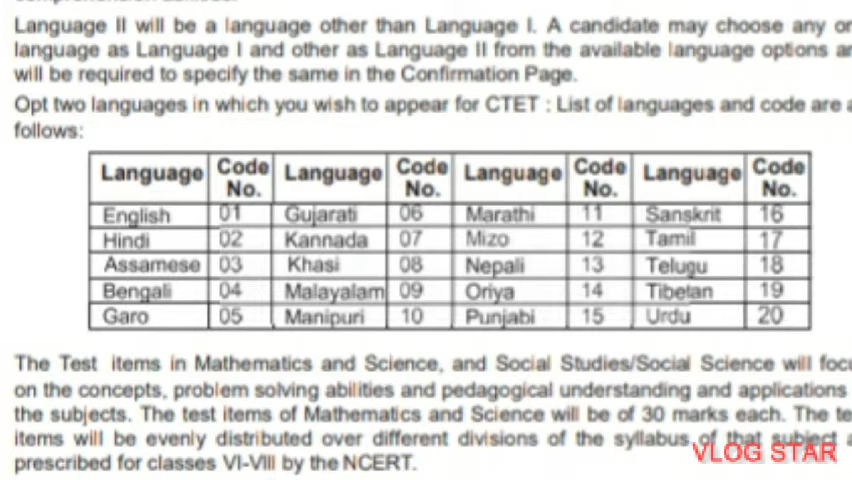 Language II will be a language other than Language I. A candidate may choose any
language as Language I and other as Language II from the available language options
will be required to specify the same in the Confirmation Page.
Opt two languages in which you wish to appear for CTET : List of languages and code are
follows:
Language Code No. Language Code No. Language Code No. Language Code No.
English 01 Gujarati 06 Marathi 11 Sanskrit 16
Hindi 02 Kannada 07 Mizo 12 Tamil 17
Assamese 03 Khasi 08 Nepali 13 Telugu 18
Bengali 04 Malayalam 09 Oriya 14 Tibetan 19
Garo 05 Manipuri 10 Punjabi 15 Urdu 20
The Test items in Mathematics and Science, and Social Studies/Social Science will
on the concepts, problem solving abilities and pedagogical understanding and applications
the subjects. The test items of Mathematics and Science will be of 30 marks each. The
items will be evenly distributed over different divisions of the syllabus of that subject
prescribed for classes VI-VIII by the NCERT.
VLOG STAR